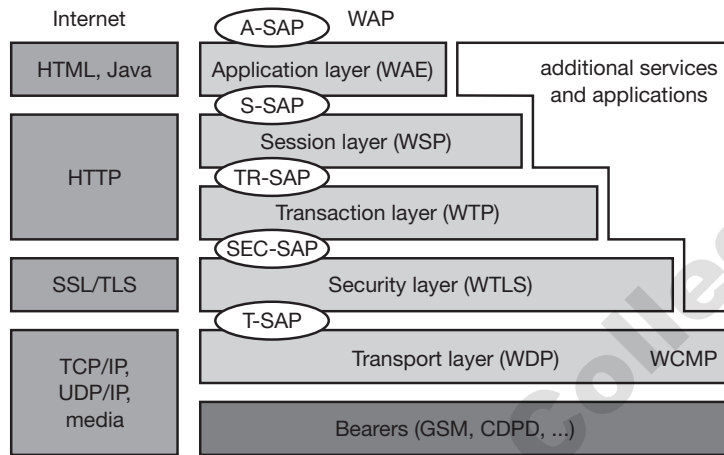 Internet
WAP
A-SAP
HTML, Java
Application layer (WAE)
additional services
and applications
S-SAP
Session layer (WSP)
HTTP
TR-SAP
Transaction layer (WTP)
SEC-SAP
SSL/TLS
Security layer (WTLS)
T-SAP
TCP/IP,
UDP/IP,
media
Transport layer (WDP)
WCMP
Bearers (GSM, CDPD, ...)